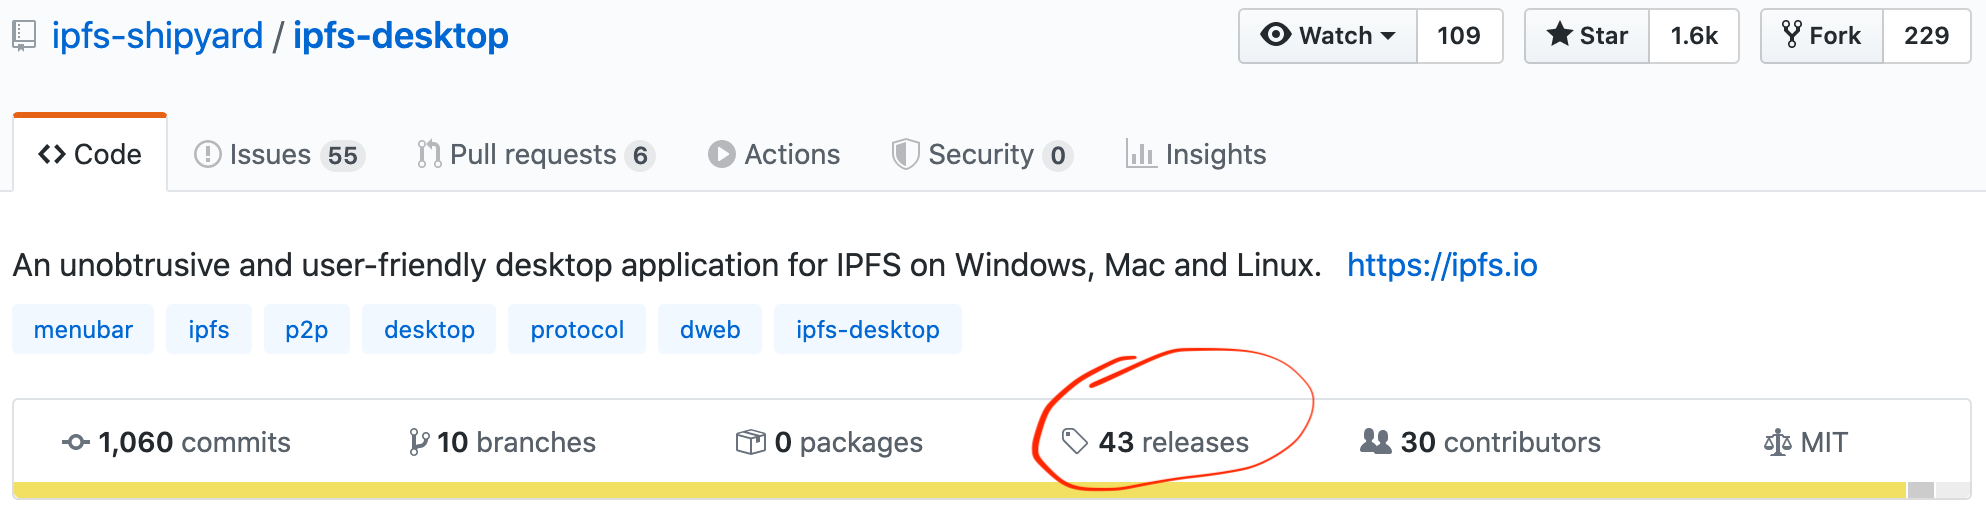 ipfs-shipyard / ipfs-desktop Watch 109 Star 1.6k Fork 229
Code Issues 55 Pull requests 6 Actions Security 0 Insights
An unobtrusive and user-friendly desktop application for IPFS on Windows, Mac and Linux. https://ipfs.io
menubar ipfs p2p desktop protocol dweb ipfs-desktop
1,060 commits 10 branches 0 packages 43 releases 30 contributors MIT